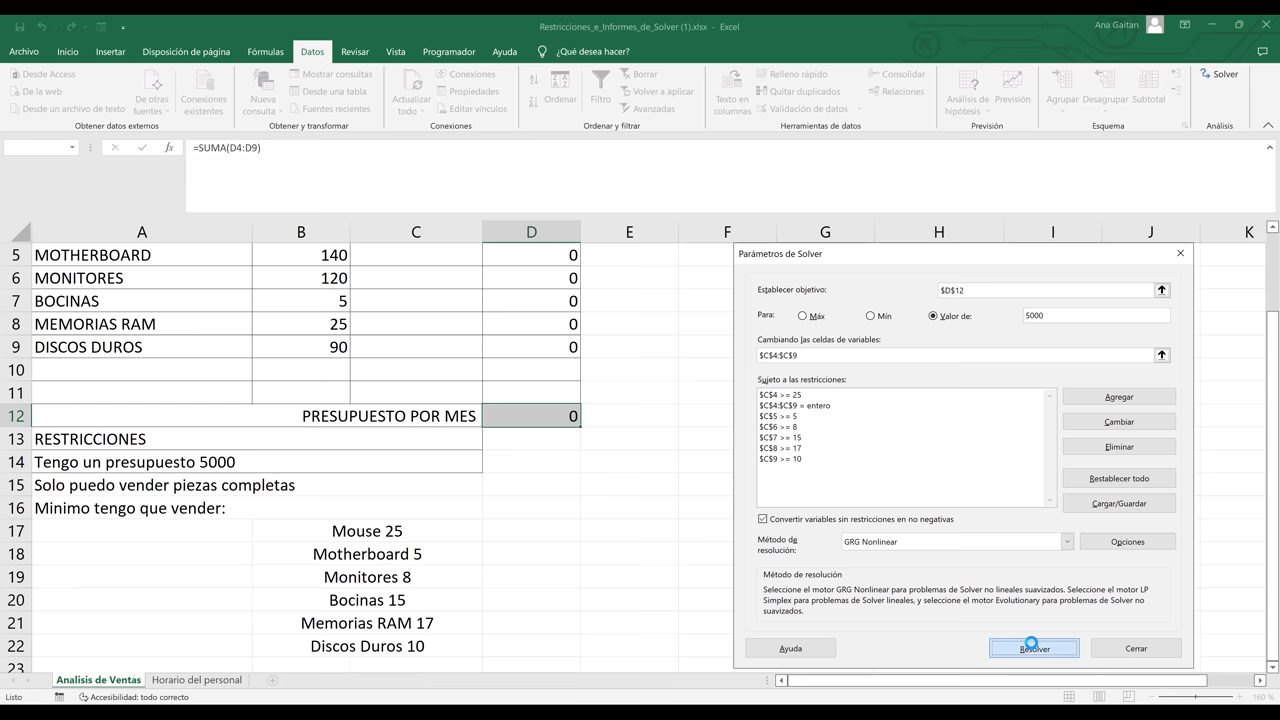 Restricciones_e_Informes_de_Solver (1).xlsx - Excel
Ana Gaitan
Archivo Inicio Insertar Disposición de página Fórmulas Datos Revisar Vista Programador Ayuda ¿Qué desea hacer?
Desde Access
De la web
Desde un archivo de texto
De otras fuentes
Conexiones existentes
Obtener datos externos
Nueva consulta
Mostrar consultas
Desde una tabla
Fuentes recientes
Obtener y transformar
Actualizar todo
Conexiones
Propiedades
Editar vínculos
Conexiones
Ordenar
Filtro
Borrar
Volver a aplicar
Avanzadas
Ordenar y filtrar
Texto en columnas
Relleno rápido
Quitar duplicados
Validación de datos
Consolidar
Relaciones
Herramientas de datos
Análisis de hipótesis
Previsión
Previsión
Agrupar
Desagrupar
Subtotal
Esquema
Solver
Análisis
fx =SUMA(D4:D9)
A B C D E F G H I J K
5 MOTHERBOARD 140 0
6 MONITORES 120 0
7 BOCINAS 5 0
8 MEMORIAS RAM 25 0
9 DISCOS DUROS 90 0
10
11
12 PRESUPUESTO POR MES 0
13 RESTRICCIONES
14 Tengo un presupuesto 5000
15 Solo puedo vender piezas completas
16 Minimo tengo que vender:
17 Mouse 25
18 Motherboard 5
19 Monitores 8
20 Bocinas 15
21 Memorias RAM 17
22 Discos Duros 10
23
Parámetros de Solver
Establecer objetivo: $D$12
Para: Máx Mín Valor de: 5000
Cambiando las celdas de variables:
$C$4:$C$9
Sujeto a las restricciones:
$C$4 >= 25
$C$4:$C$9 = entero
$C$5 >= 5
$C$6 >= 8
$C$7 >= 15
$C$8 >= 17
$C$9 >= 10
Agregar
Cambiar
Eliminar
Restablecer todo
Cargar/Guardar
Convertir variables sin restricciones en no negativas
Método de resolución: GRG Nonlinear Opciones
Método de resolución
Seleccione el motor GRG Nonlinear para problemas de Solver no lineales suavizados. Seleccione el motor LP
Simplex para problemas de Solver lineales, y seleccione el motor Evolutionary para problemas de Solver no
suavizados.
Ayuda Resolver Cerrar
Analisis de Ventas Horario del personal
Listo Accesibilidad: todo correcto 160 %